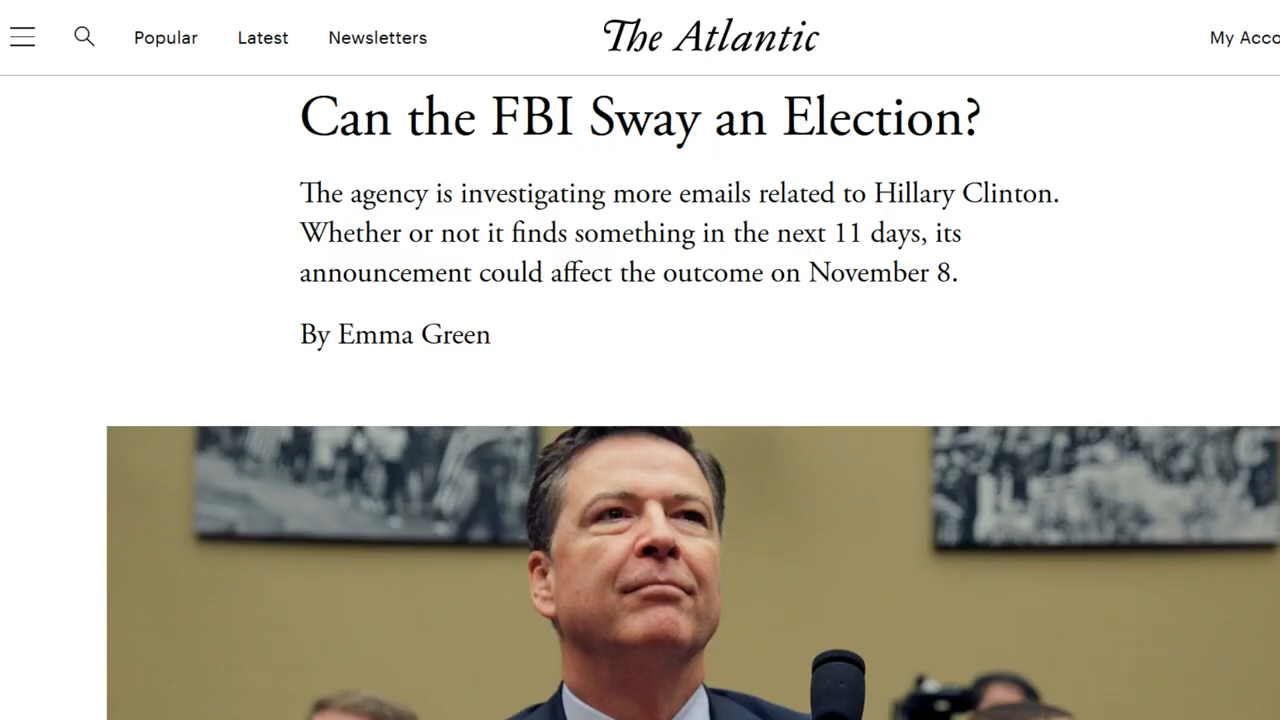 Popular Latest Newsletters The Atlantic My Acco
Can the FBI Sway an Election?
The agency is investigating more emails related to Hillary Clinton.
Whether or not it finds something in the next 11 days, its
announcement could affect the outcome on November 8.
By Emma Green